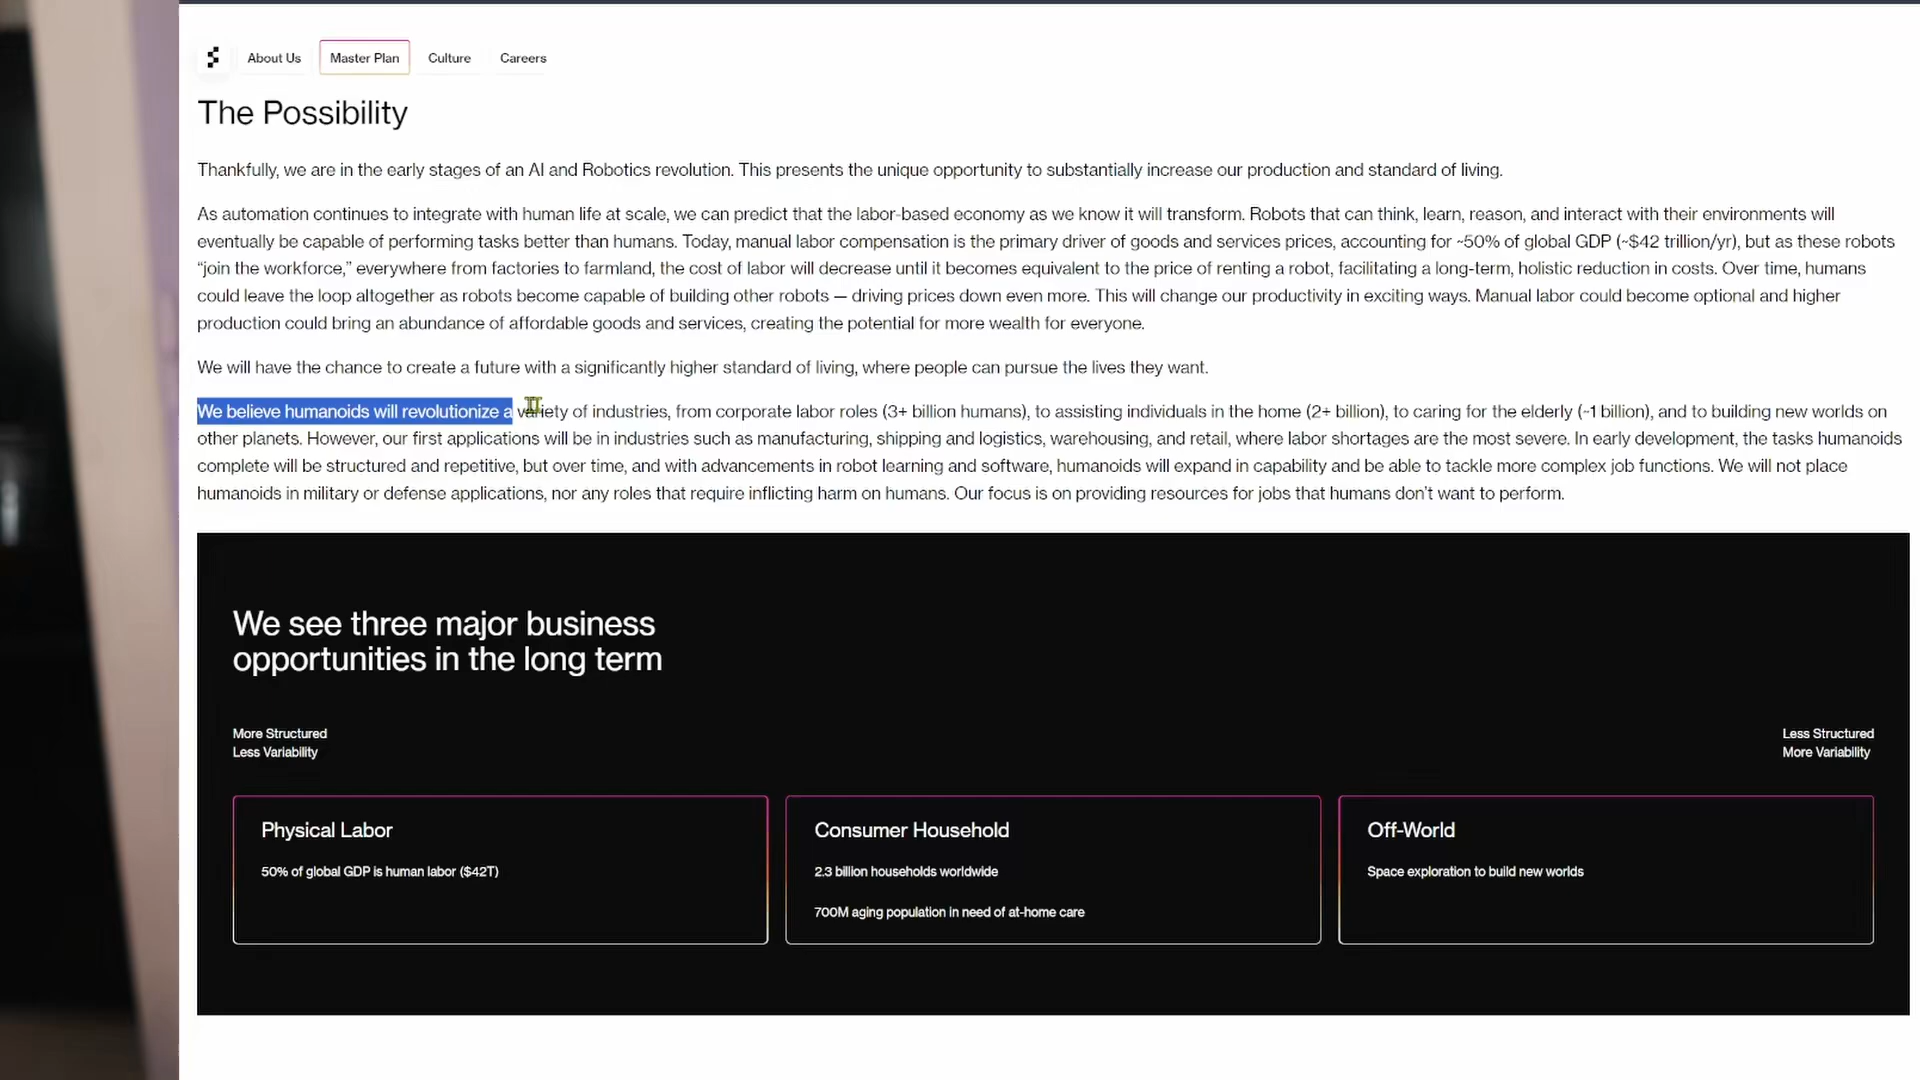 About Us
Master Plan
Culture
Careers
The Possibility
Thankfully, we are in the early stages of an AI and Robotics revolution. This presents the unique opportunity to substantially increase our production and standard of living.
As automation continues to integrate with human life at scale, we can predict that the labor-based economy as we know it will transform. Robots that can think, learn, reason, and interact with their environments will
eventually be capable of performing tasks better than humans. Today, manual labor compensation is the primary driver of goods and services prices, accounting for ~50% of global GDP (~$42 trillion/yr), but as these robots
“join the workforce,” everywhere from factories to farmland, the cost of labor will decrease until it becomes equivalent to the price of renting a robot, facilitating a long-term, holistic reduction in costs. Over time, humans
could leave the loop altogether as robots become capable of building other robots — driving prices down even more. This will change our productivity in exciting ways. Manual labor could become optional and higher
production could bring an abundance of affordable goods and services, creating the potential for more wealth for everyone.
We will have the chance to create a future with a significantly higher standard of living, where people can pursue the lives they want.
We believe humanoids will revolutionize a variety of industries, from corporate labor roles (3+ billion humans), to assisting individuals in the home (2+ billion), to caring for the elderly (~1 billion), and to building new worlds on
other planets. However, our first applications will be in industries such as manufacturing, shipping and logistics, warehousing, and retail, where labor shortages are the most severe. In early development, the tasks humanoids
complete will be structured and repetitive, but over time, and with advancements in robot learning and software, humanoids will expand in capability and be able to tackle more complex job functions. We will not place
humanoids in military or defense applications, nor any roles that require inflicting harm on humans. Our focus is on providing resources for jobs that humans don’t want to perform.
We see three major business
opportunities in the long term
More Structured
Less Variability
Less Structured
More Variability
Physical Labor
50% of global GDP is human labor ($42T)
Consumer Household
2.3 billion households worldwide
700M aging population in need of at-home care
Off-World
Space exploration to build new worlds